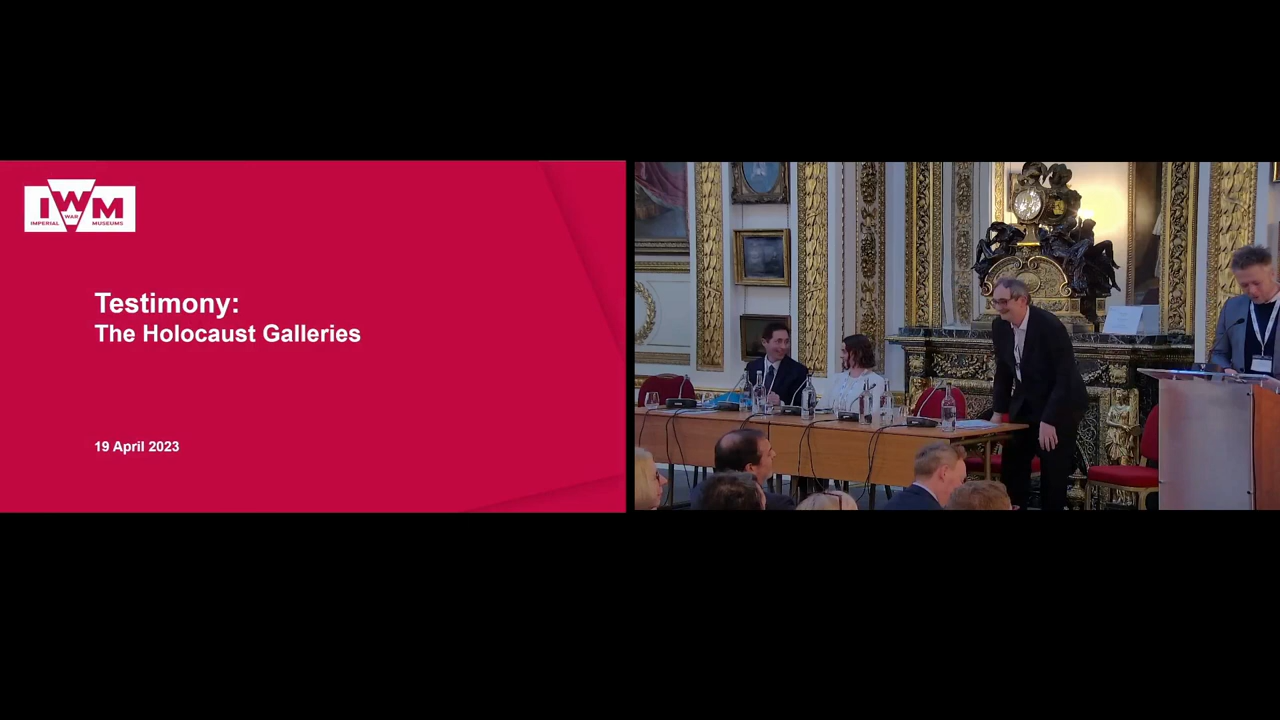 IWM
IMPERIAL WAR MUSEUMS
Testimony:
The Holocaust Galleries
19 April 2023